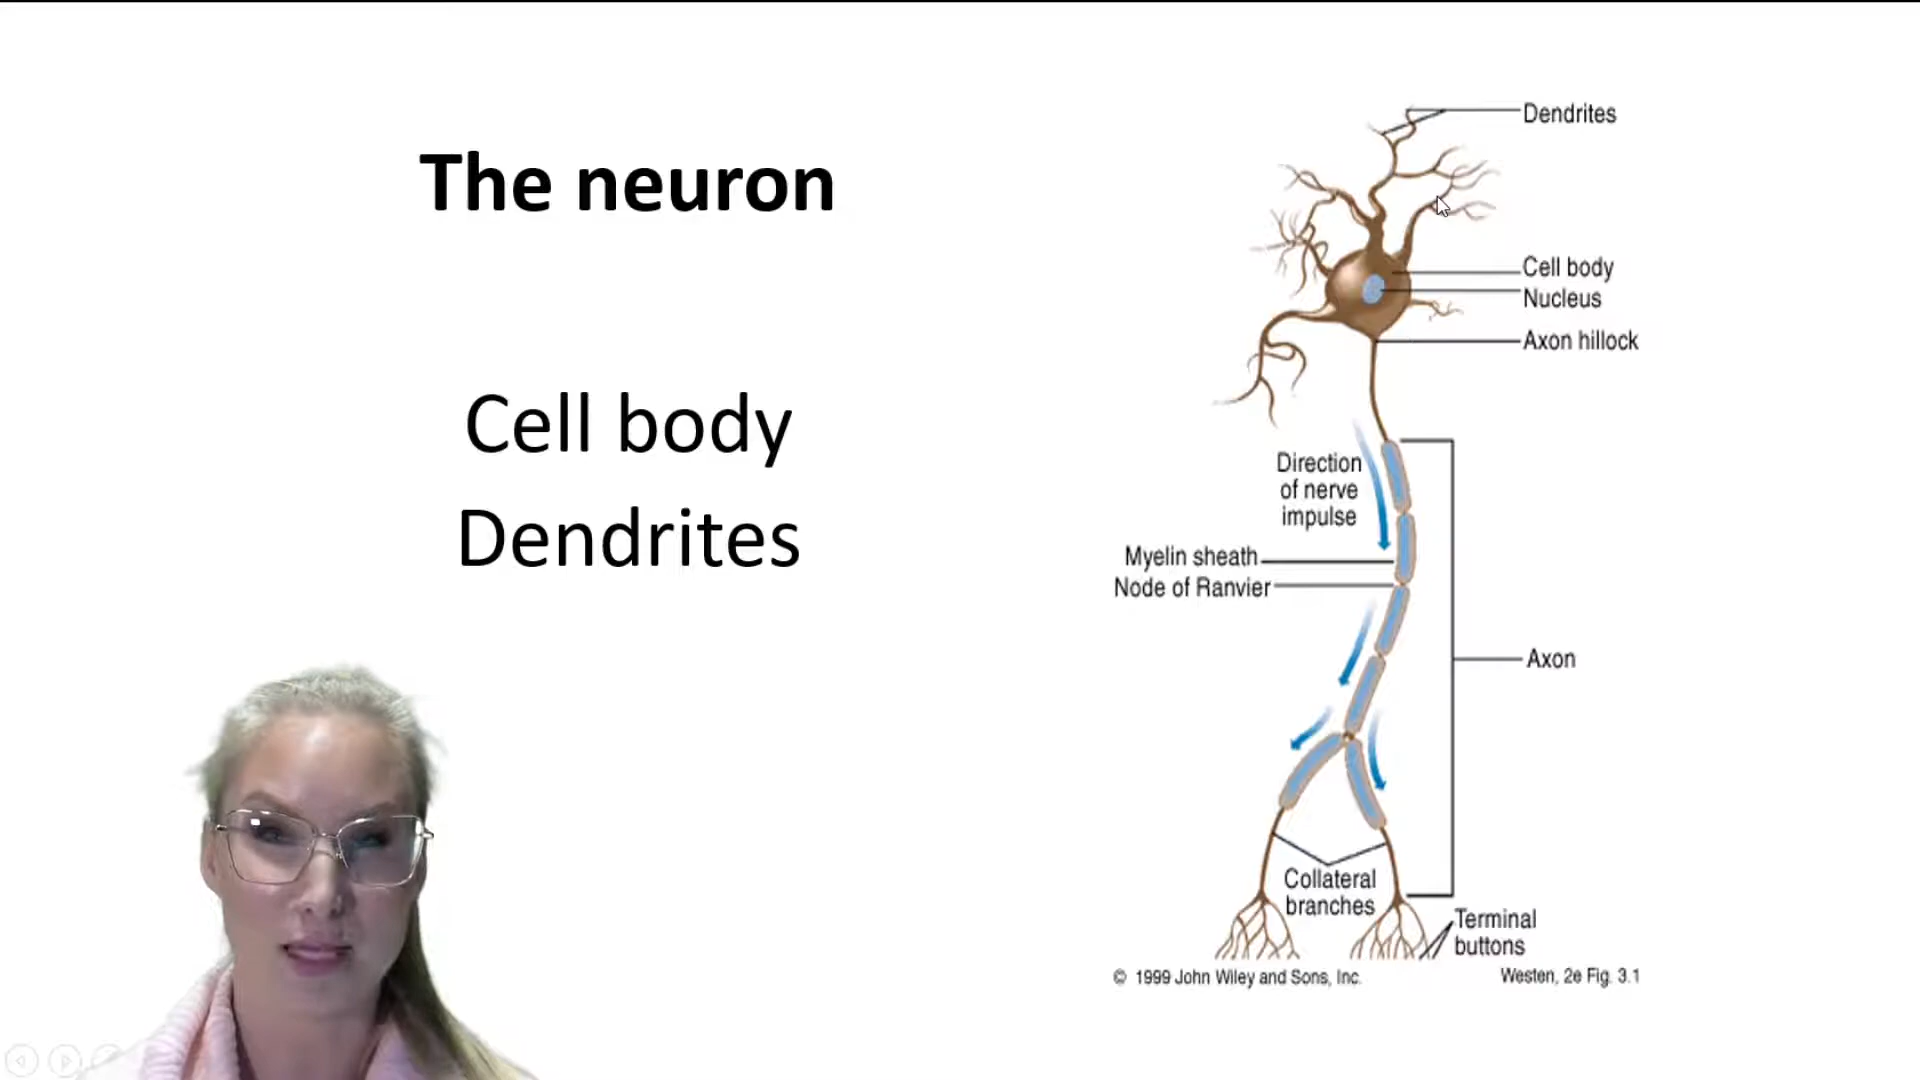 The neuron
Cell body
Dendrites
Dendrites
Cell body
Nucleus
Axon hillock
Direction
of nerve
impulse
Myelin sheath
Node of Ranvier
Axon
Collateral
branches
Terminal
buttons
© 1999 John Wiley and Sons, Inc.
Westen, 2e Fig. 3.1